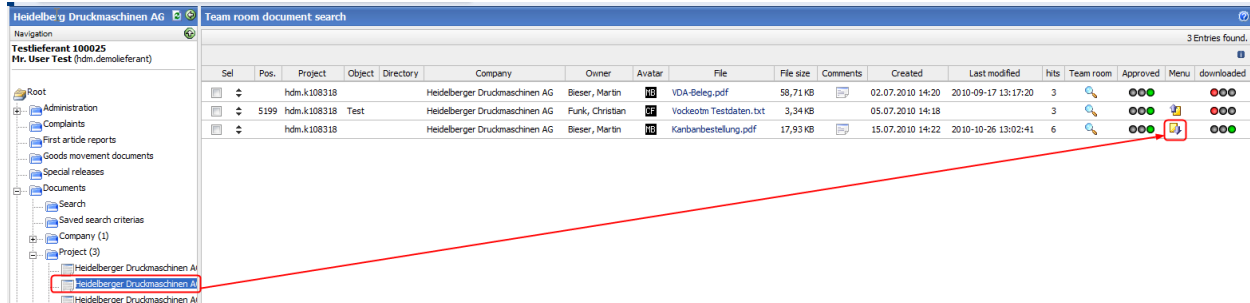 Heidelberg Druckmaschinen AG
Team room document search
Navigation
3 Entries found.
Testlieferant 100025
Mr. User Test (hdm.demolieferant)
Sel Pos. Project Object Directory Company Owner Avatar File File size Comments Created Last modified hits Team room Approved Menu downloaded
hdm.k108318 Heidelberger Druckmaschinen AG Bieser, Martin MB VDA-Beleg.pdf 58,71 KB 02.07.2010 14:20 2010-09-17 13:17:20 3
5199 hdm.k108318 Test Heidelberger Druckmaschinen AG Funk, Christian CF Vockeotm Testdaten.txt 3,34 KB 05.07.2010 14:18 3
hdm.k108318 Heidelberger Druckmaschinen AG Bieser, Martin MB Kanbanbestellung.pdf 17,93 KB 15.07.2010 14:22 2010-10-26 13:02:41 6
Root
Administration
Complaints
First article reports
Goods movement documents
Special releases
Documents
Search
Saved search criterias
Company (1)
Project (3)
Heidelberger Druckmaschinen A
Heidelberger Druckmaschinen A
Heidelberger Druckmaschinen A